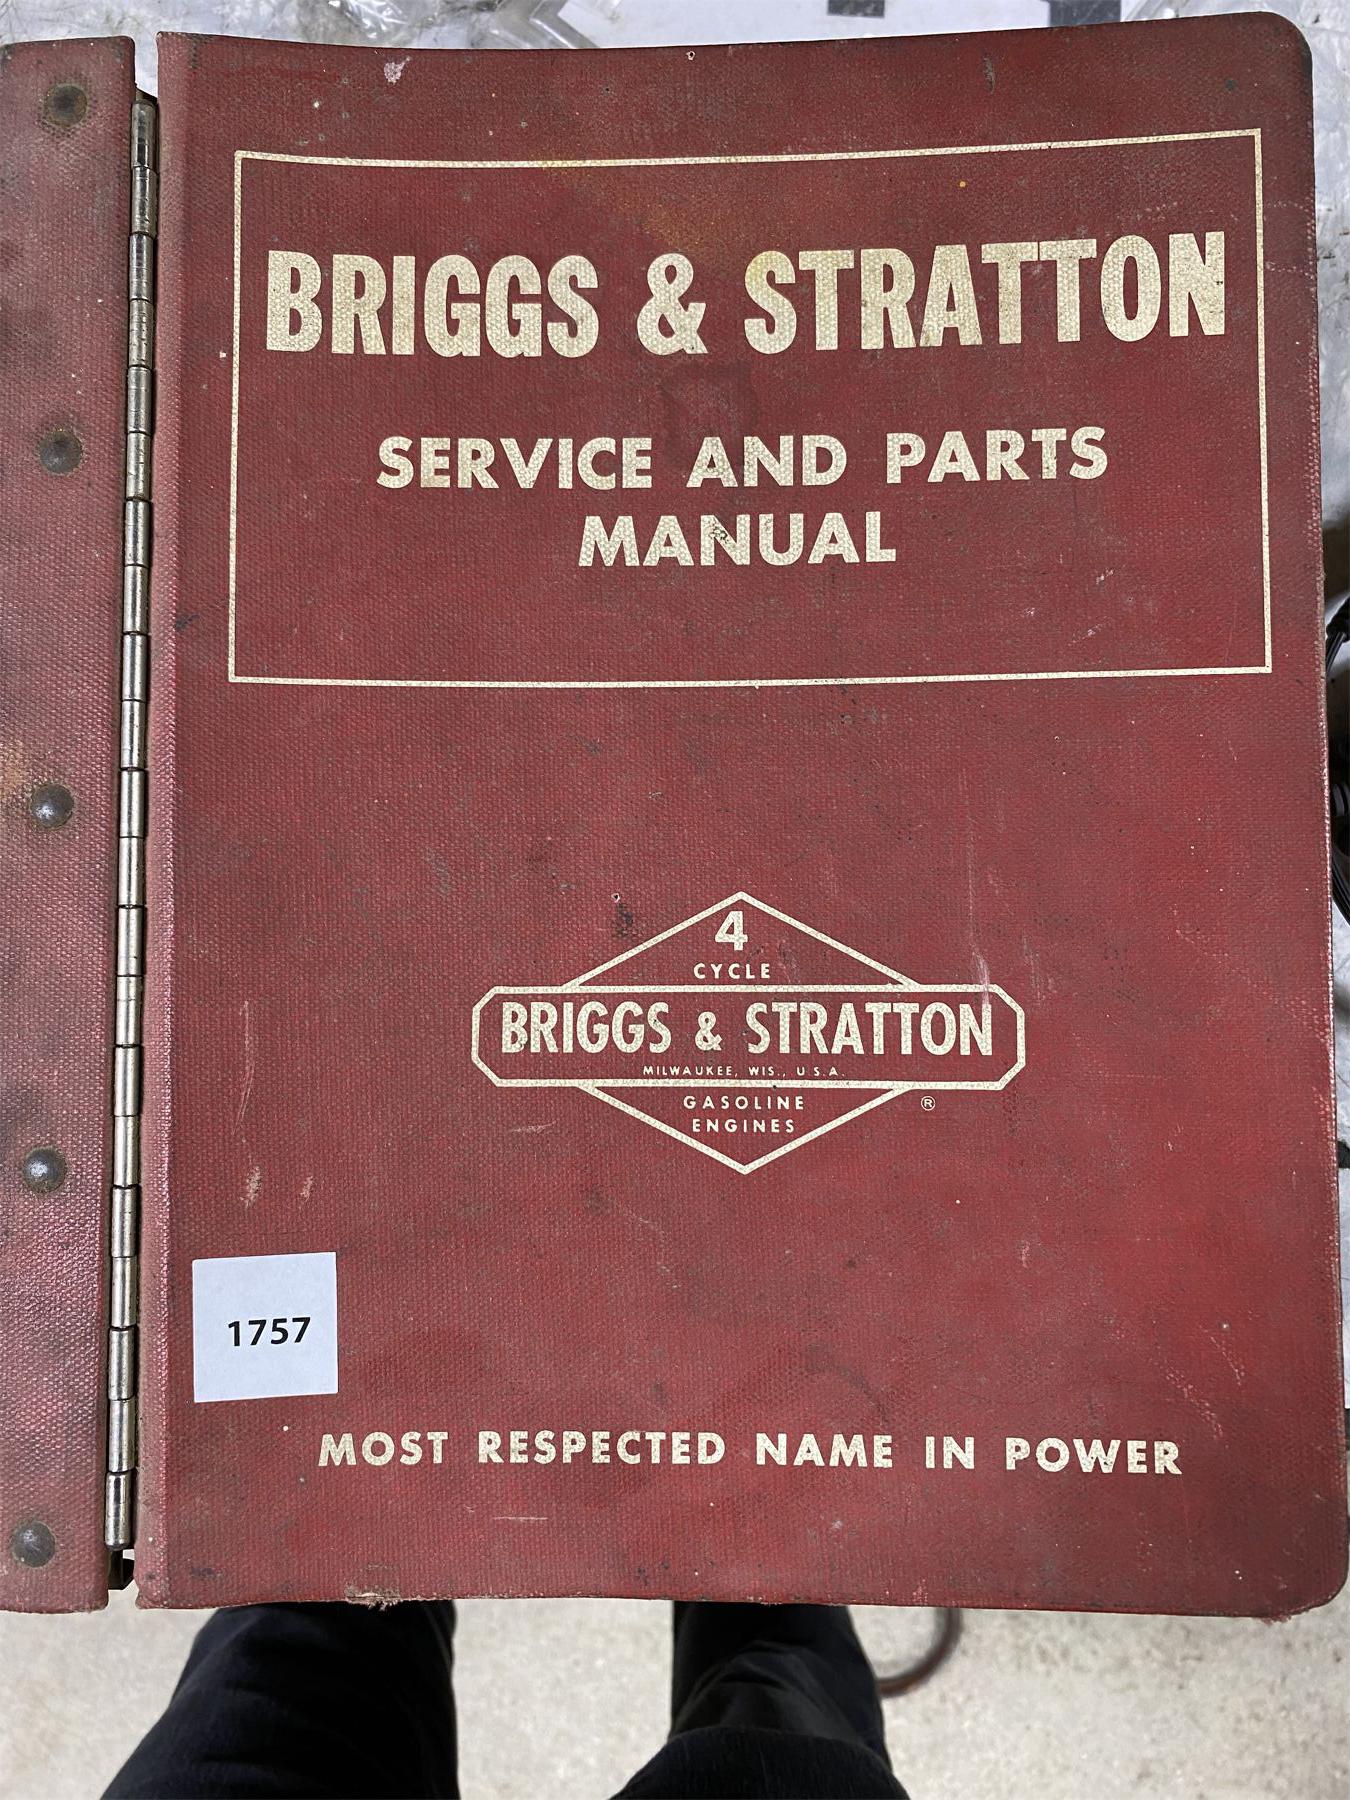 BRIGGS & STRATTON
SERVICE AND PARTS
MANUAL
4
CYCLE
BRIGGS & STRATTON
MILWAUKEE, WIS., U.S.A.
GASOLINE
ENGINES
®
1757
MOST RESPECTED NAME IN POWER